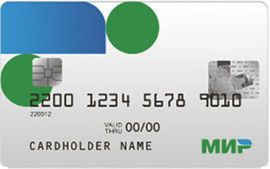 2200 1234 5678 9010
220012
VALID
THRU 00/00
CARDHOLDER NAME
МИР